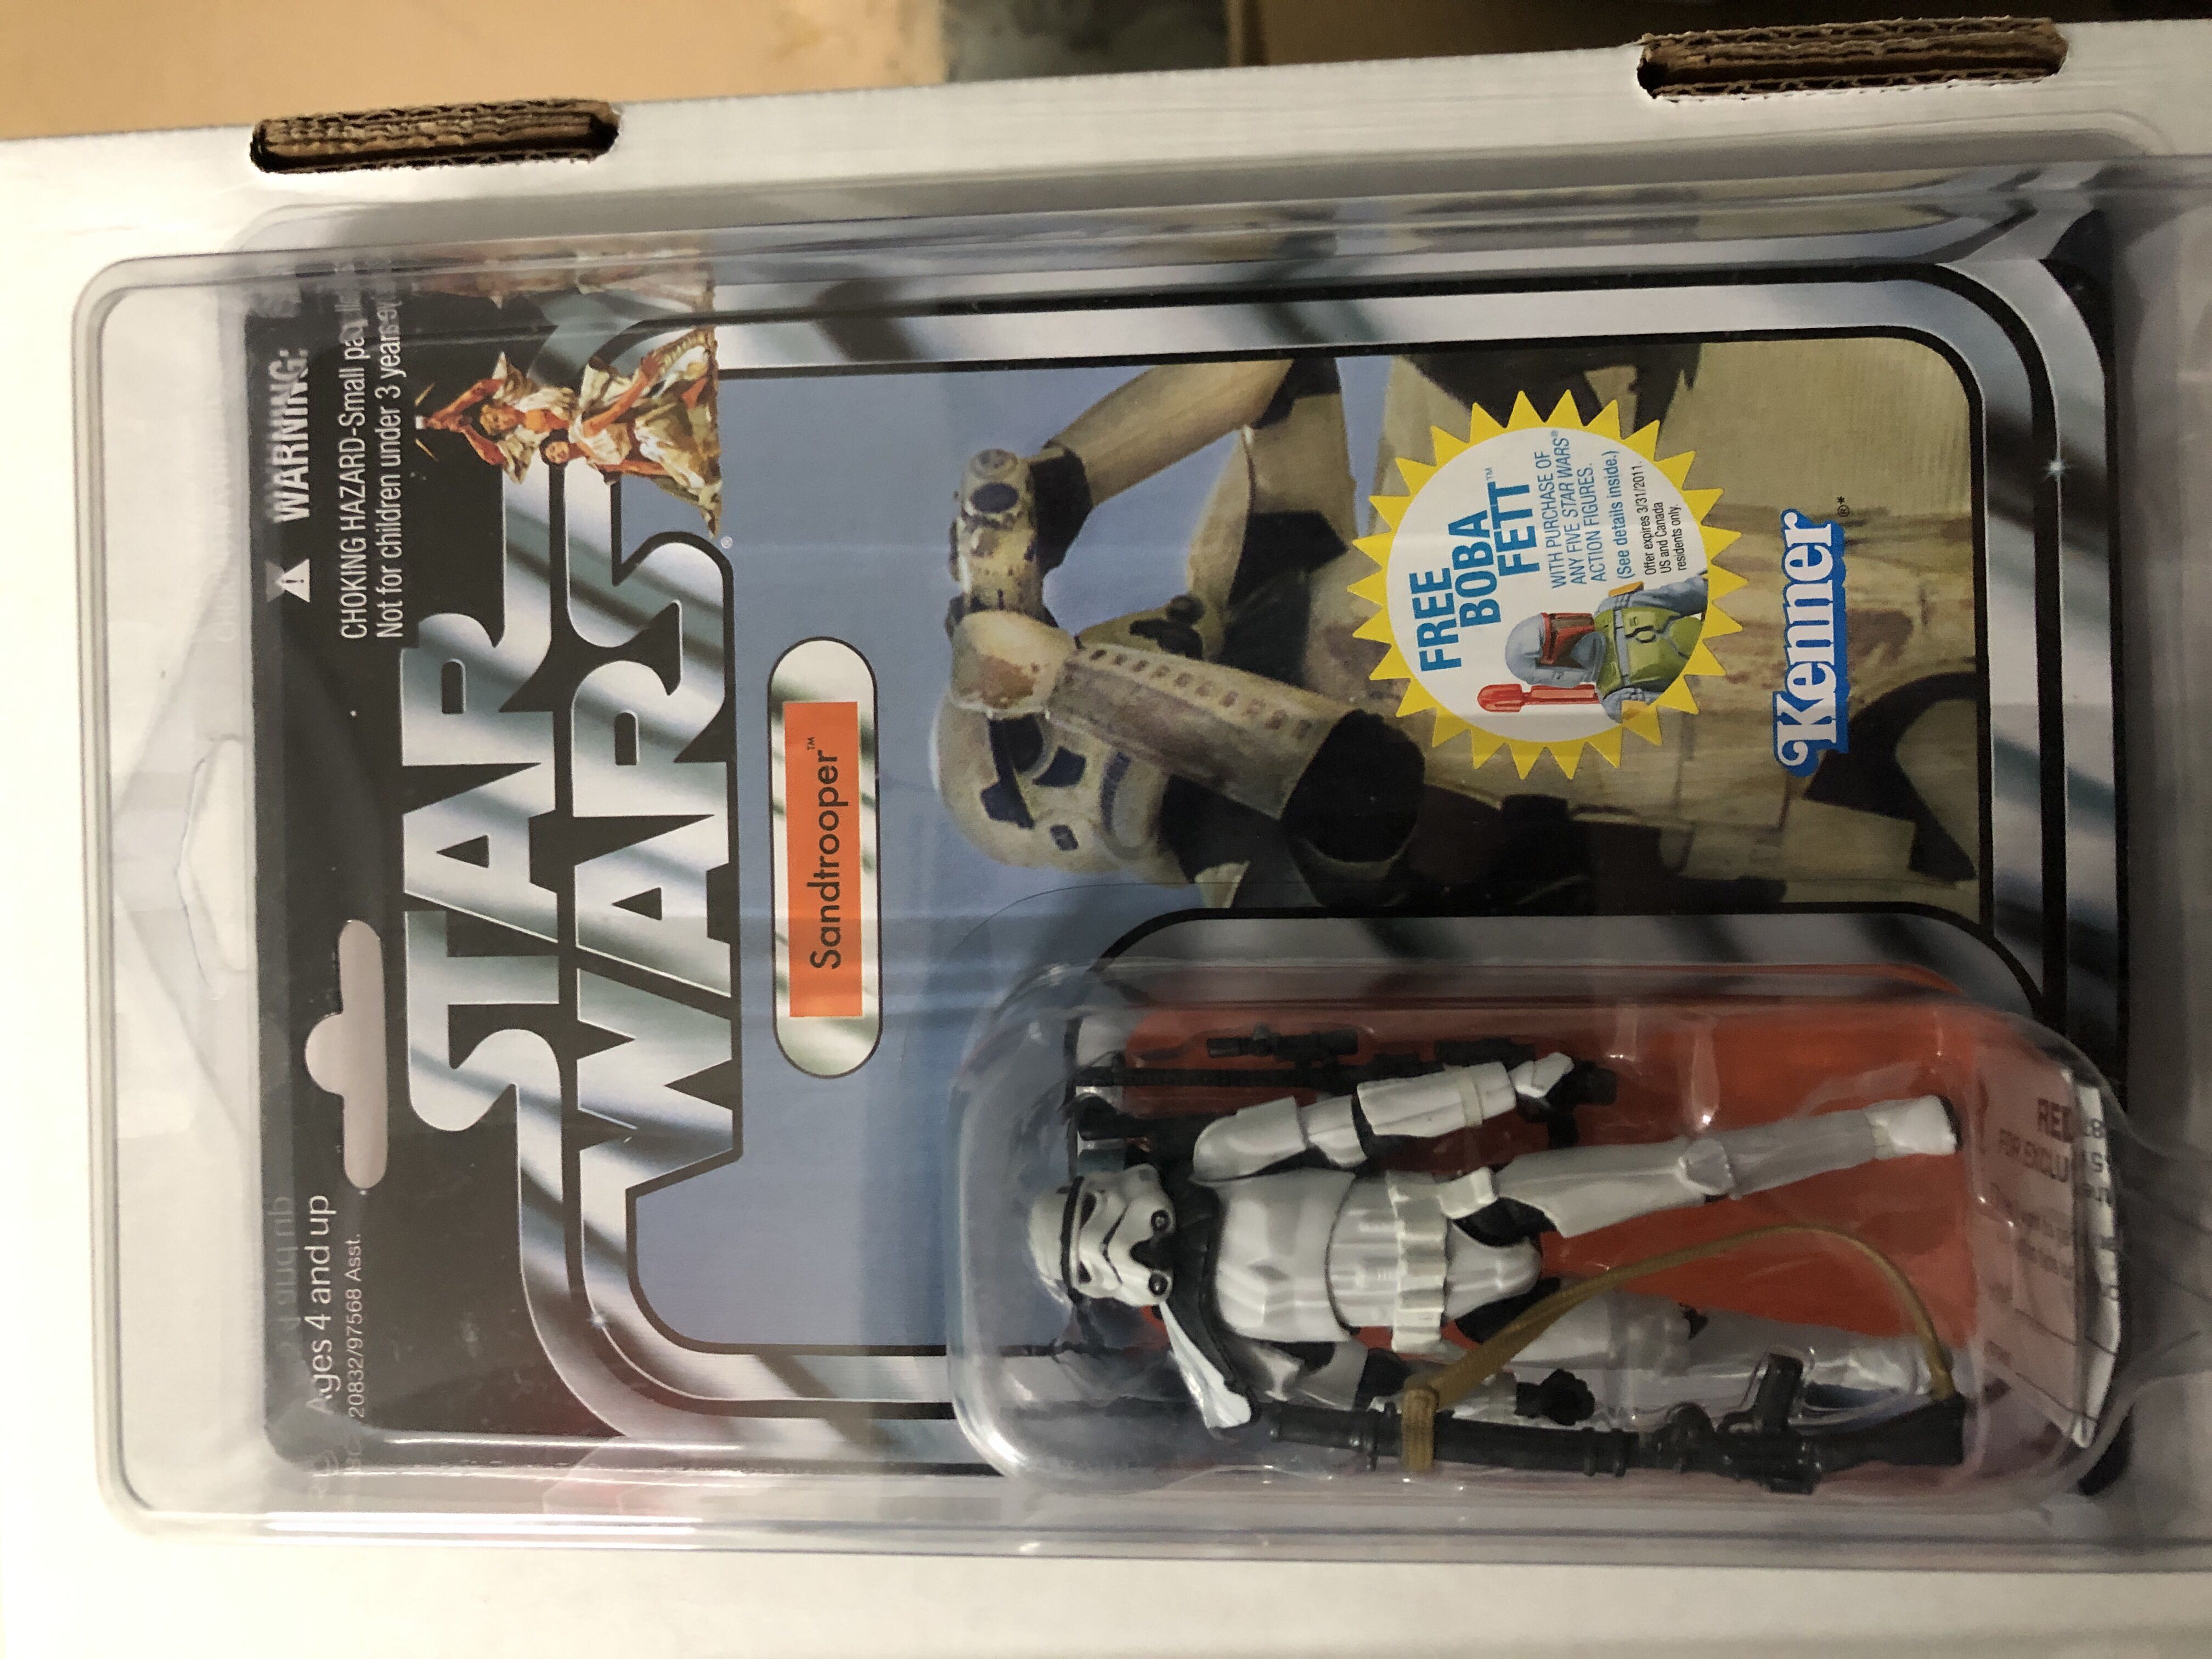 Ages 4 and up
20832/97568 Asst.
WARNING:
CHOKING HAZARD-Small
Not for children under 3 years
STAR
WARS®
Sandtrooper™
FREE
BOBA
FETT™
WITH PURCHASE OF
ANY FIVE STAR WARS®
ACTION FIGURES.
(See details inside.)
Offer expires 3/31/2011.
US and Canada
residents only.
Kenner®*